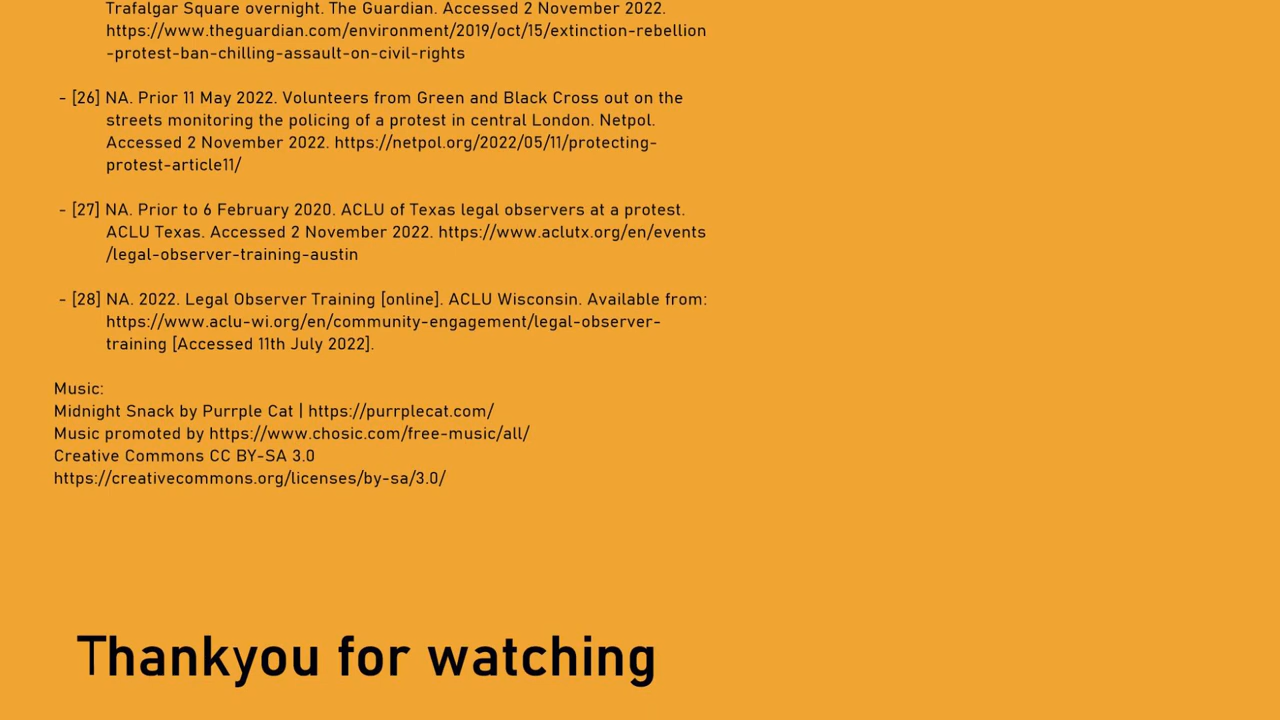 Trafalgar Square overnight. The Guardian. Accessed 2 November 2022.
https://www.theguardian.com/environment/2019/oct/15/extinction-rebellion
-protest-ban-chilling-assault-on-civil-rights
- [26] NA. Prior 11 May 2022. Volunteers from Green and Black Cross out on the
streets monitoring the policing of a protest in central London. Netpol.
Accessed 2 November 2022. https://netpol.org/2022/05/11/protecting-
protest-article11/
- [27] NA. Prior to 6 February 2020. ACLU of Texas legal observers at a protest.
ACLU Texas. Accessed 2 November 2022. https://www.aclutx.org/en/events
/legal-observer-training-austin
- [28] NA. 2022. Legal Observer Training [online]. ACLU Wisconsin. Available from:
https://www.aclu-wi.org/en/community-engagement/legal-observer-
training [Accessed 11th July 2022].
Music:
Midnight Snack by Purrple Cat | https://purrplecat.com/
Music promoted by https://www.chosic.com/free-music/all/
Creative Commons CC BY-SA 3.0
https://creativecommons.org/licenses/by-sa/3.0/
Thankyou for watching